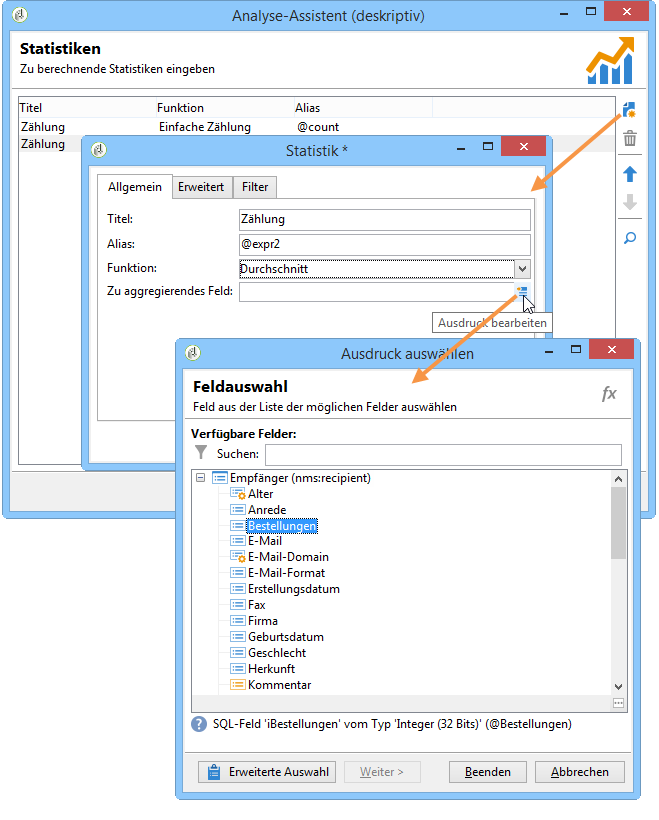 Analyse-Assistent (deskriptiv)
Statistiken
Zu berechnende Statistiken eingeben
Titel Funktion Alias
Zählung Einfache Zählung @count
Zählung
Statistik *
Allgemein Erweitert Filter
Titel: Zählung
Alias: @expr2
Funktion: Durchschnitt
Zu aggregierendes Feld:
Ausdruck bearbeiten
Ausdruck auswählen
Feldauswahl
Feld aus der Liste der möglichen Felder auswählen
fx
Verfügbare Felder:
Suchen:
Empfänger (nms:recipient)
Alter
Anrede
Bestellungen
E-Mail
E-Mail-Domain
E-Mail-Format
Erstellungsdatum
Fax
Firma
Geburtsdatum
Geschlecht
Herkunft
Kommentar
SQL-Feld 'iBestellungen' vom Typ 'Integer (32 Bits)' (@Bestellungen)
Erweiterte Auswahl Weiter > Beenden Abbrechen